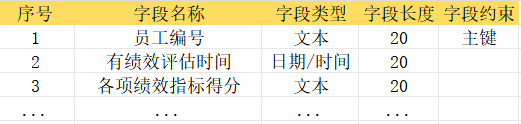 序号 字段名称 字段类型 字段长度 字段约束
1 员工编号 文本 20 主键
2 有绩效评估时间 日期/时间 20
3 各项绩效指标得分 文本 20
... ... ... ...